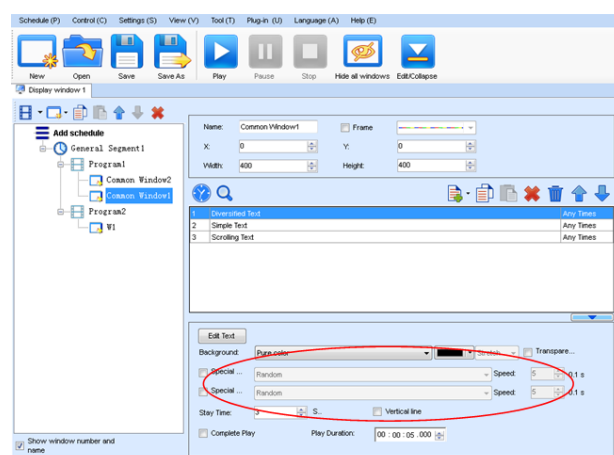 Schedule (P) Control (C) Settings (S) View (V) Tool (T) Plug-in (U) Language (A) Help (E)
New Open Save Save As Play Pause Stop Hide all windows Edit/Collapse
Display window 1
Add schedule
General Segment1
Program1
Common Window2
Common Window1
Program2
W1
Show window number and
name
Name: Common Window1 Frame
X: 0 Y: 0
Width: 400 Height: 400
1 Diversified Text Any Times
2 Simple Text Any Times
3 Scrolling Text Any Times
Edit Text
Background: Pure color Stretch Transpare...
Special ... Random Speed: 5 0.1 s
Special ... Random Speed: 5 0.1 s
Stay Time: 3 S.. Vertical line
Complete Play Play Duration: 00 : 00 : 05 .000